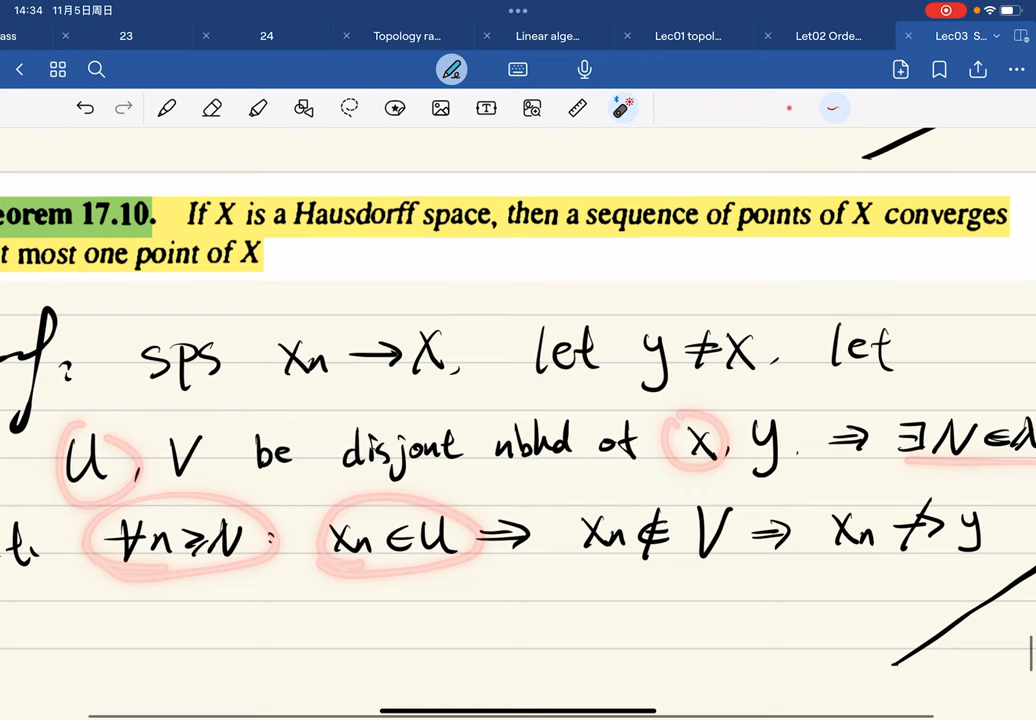 14:34 11月5日周日
ass 23 24 Topology ra... Linear alge... Lec01 topol... Let02 Orde... Lec03 S...
eorem 17.10. If X is a Hausdorff space, then a sequence of points of X converges
t most one point of X
f: sps xn → x, let y ≠ x. let
U, V be disjont nbhd of x, y. ⇒ ∃N∈
t. ∀n≥N: xn ∈ U ⇒ xn ∉ V ⇒ xn ↛ y